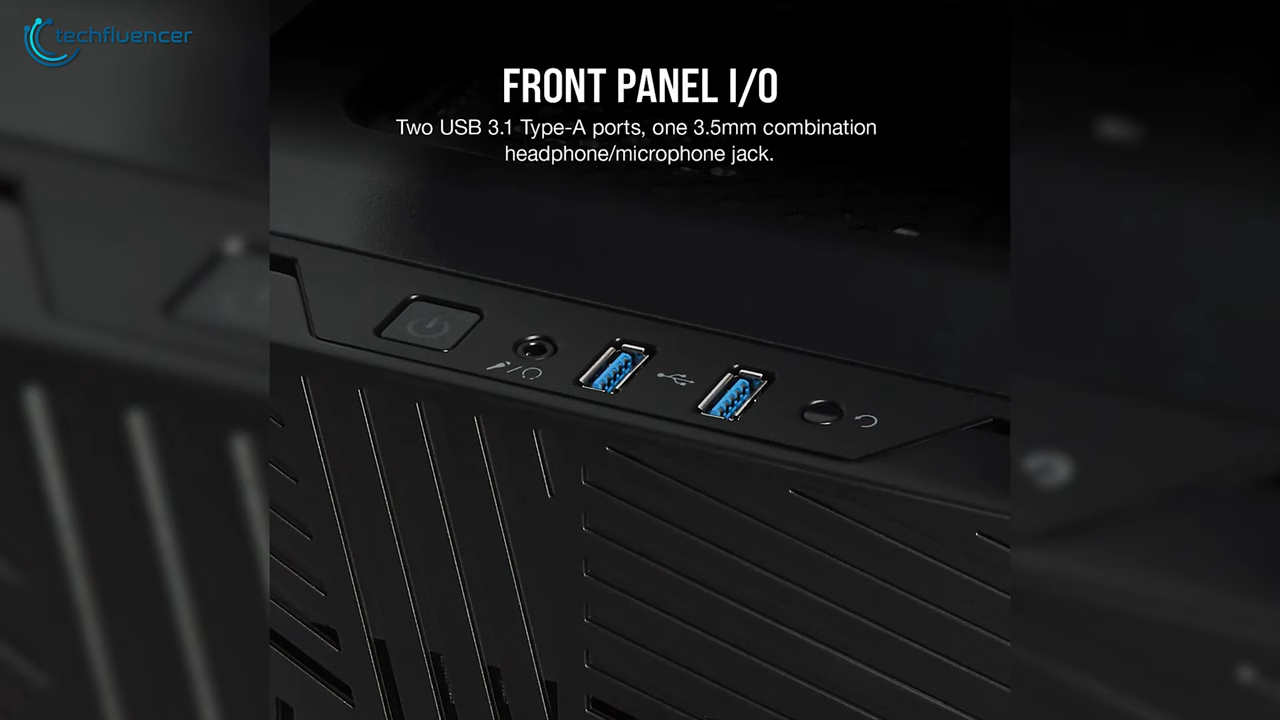 techfluencer
FRONT PANEL I/O
Two USB 3.1 Type-A ports, one 3.5mm combination
headphone/microphone jack.